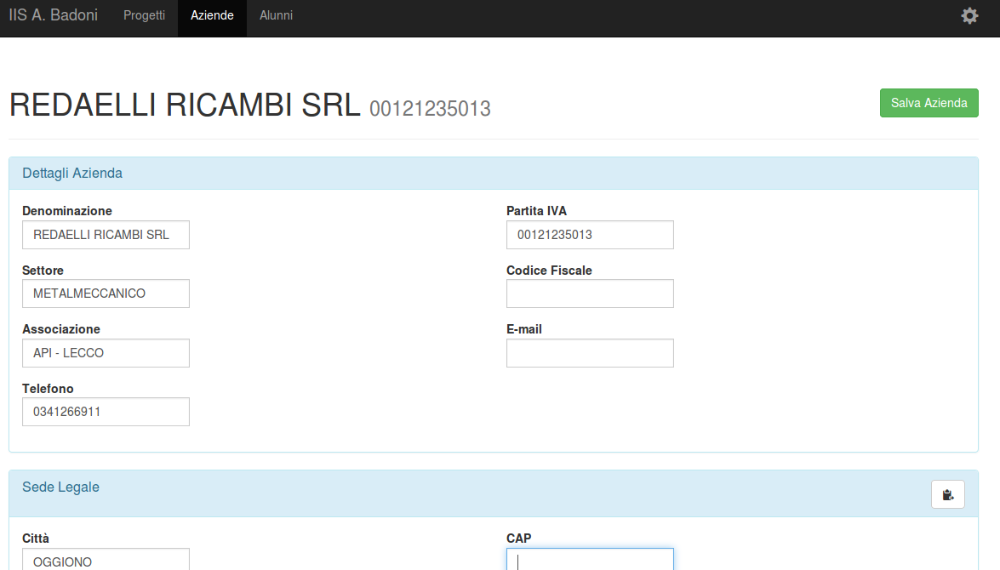 IIS A. Badoni Progetti Aziende Alunni
REDAELLI RICAMBI SRL 00121235013
Salva Azienda
Dettagli Azienda
Denominazione Partita IVA
REDAELLI RICAMBI SRL 00121235013
Settore Codice Fiscale
METALMECCANICO
Associazione E-mail
API - LECCO
Telefono
0341266911
Sede Legale
Città CAP
OGGIONO